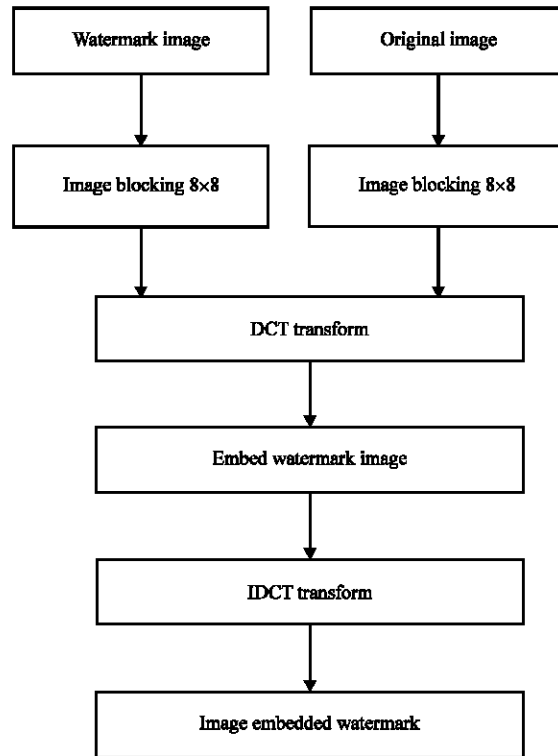 Watermark image
Original image
Image blocking 8×8
Image blocking 8×8
DCT transform
Embed watermark image
IDCT transform
Image embedded watermark